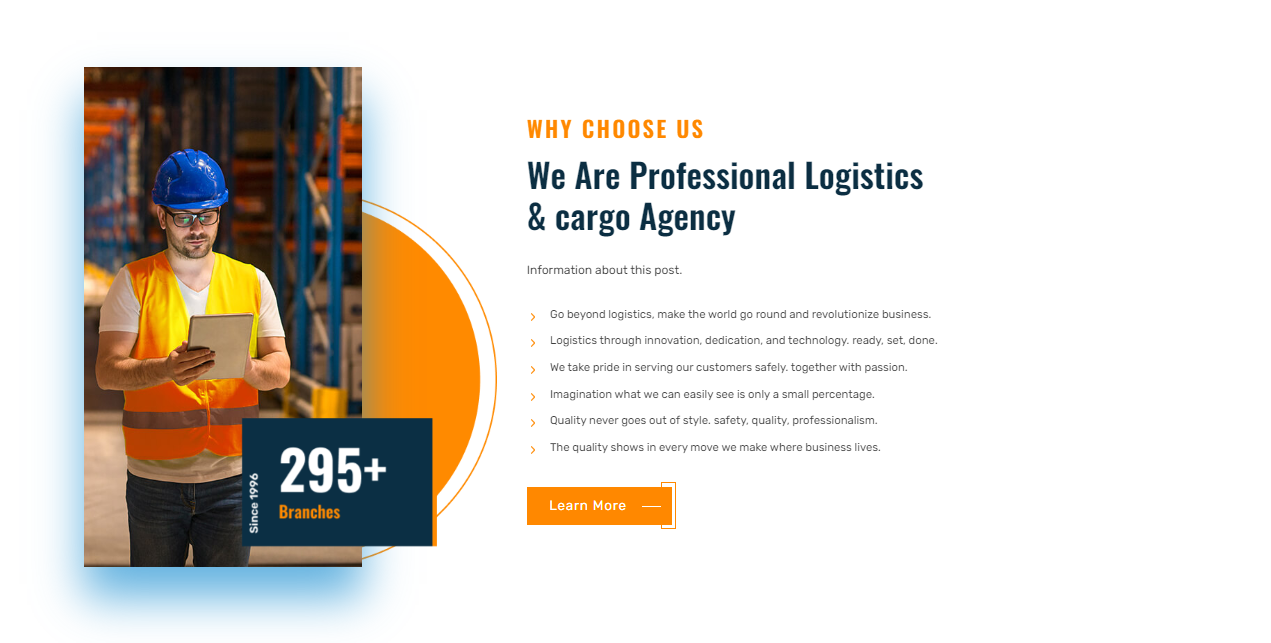 WHY CHOOSE US
We Are Professional Logistics
& cargo Agency
Information about this post.
Go beyond logistics, make the world go round and revolutionize business.
Logistics through innovation, dedication, and technology. ready, set, done.
We take pride in serving our customers safely. together with passion.
Imagination what we can easily see is only a small percentage.
Quality never goes out of style. safety, quality, professionalism.
The quality shows in every move we make where business lives.
Learn More
Since 1996
295+
Branches